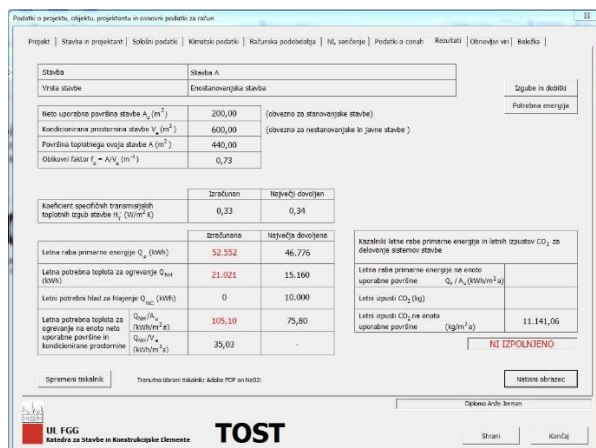 Podatki o projektu, objektu, projektantu in osnovni podatki za račun
Projekt | Stavba in projektant | Splošni podatki | Klimatski podatki | Računska podobdobja | NI, senčenje | Podatki o conah | Rezultati | Obnovljivi viri | Beležka
Stavba Stavba A
Vrsta stavbe Enostanovanjska stavba
Izgube in dobitki
Potrebna energija
Neto uporabna površina stavbe Au (m²) 200,00 (obvezno za stanovanjske stavbe)
Kondicionirana prostornina stavbe Ve (m³) 600,00 (obvezno za nestanovanjske in javne stavbe )
Površina toplotnega ovoja stavbe A (m²) 440,00
Oblikovni faktor fo = A/Ve (m⁻¹) 0,73
Izračunan Največji dovoljen
Koeficient specifičnih transmisijskih
toplotnih izgub stavbe H'T (W/m² K) 0,33 0,34
Izračunana Največja dovoljena
Letna raba primarne energije Qp (kWh) 52.552 46.776
Letna potrebna toplota za ogrevanje QNH
(kWh) 21.021 15.160
Letni potrebni hlad za hlajenje QNC (kWh) 0 10.000
Letna potrebna toplota za
ogrevanje na enoto neto
uporabne površine in
kondicionirane prostornine
QNH/Au
(kWh/m²a) 105,10 75,80
QNH/Ve
(kWh/m³a) 35,03 -
Kazalniki letne rabe primarne energije in letnih izpustov CO2 za
delovanje sistemov stavbe
Letna raba primarne energije na enoto
uporabne površine Qp /Au(kWh/m²a)
Letni izpusti CO2 (kg)
Letni izpusti CO2 na enoto
uporabne površine (kg/m²a) 11.141,06
NI IZPOLNJENO
Spremeni tiskalnik
Trenutno izbrani tiskalnik: Adobe PDF on Ne02:
Natisni obrazec
Diploma Anže Jerman
UL FGG
Katedra za Stavbe in Konstrukcijske Elemente
TOST
Shrani
Končaj